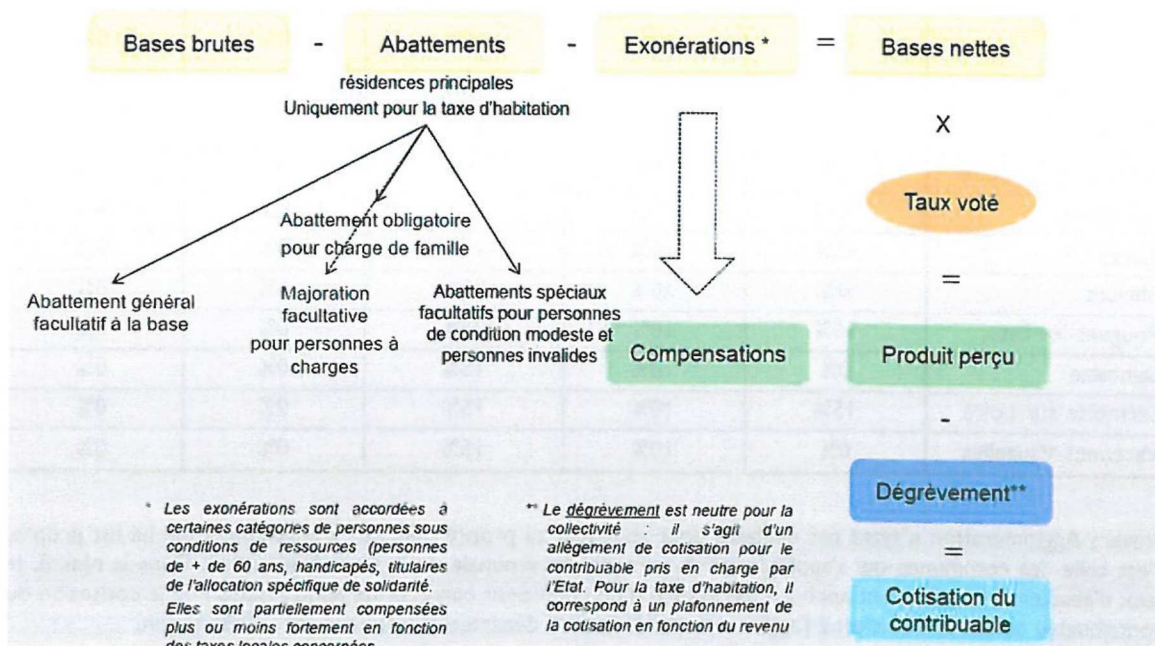 Bases brutes - Abattements - Exonérations * = Bases nettes
résidences principales
Uniquement pour la taxe d'habitation
X
Taux voté
Abattement obligatoire
pour charge de famille
=
Abattement général
facultatif à la base
Majoration
facultative
pour personnes à
charges
Abattements spéciaux
facultatifs pour personnes
de condition modeste et
personnes invalides
Compensations
Produit perçu
-
Dégrèvement**
=
Cotisation du
contribuable
* Les exonérations sont accordées à
certaines catégories de personnes sous
conditions de ressources (personnes
de + de 60 ans, handicapés, titulaires
de l'allocation spécifique de solidarité.
Elles sont partiellement compensées
plus ou moins fortement en fonction
des taxes locales concernées
** Le dégrèvement est neutre pour la
collectivité : il s'agit d'un
allégement de cotisation pour le
contribuable pris en charge par
l'Etat. Pour la taxe d'habitation, il
correspond à un plafonnement de
la cotisation en fonction du revenu